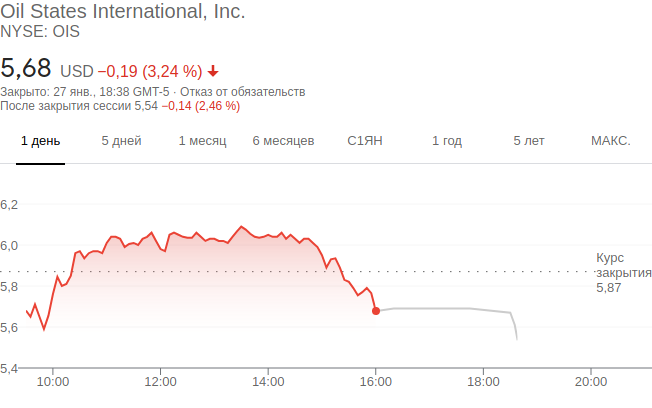 Oil States International, Inc.
NYSE: OIS
5,68 USD −0,19 (3,24 %)
Закрыто: 27 янв., 18:38 GMT-5 · Отказ от обязательств
После закрытия сессии 5,54 −0,14 (2,46 %)
1 день 5 дней 1 месяц 6 месяцев С1ЯН 1 год 5 лет МАКС.
6,2
6,0
Курс
закрытия
5,87
5,8
5,6
5,4
10:00 12:00 14:00 16:00 18:00 20:00